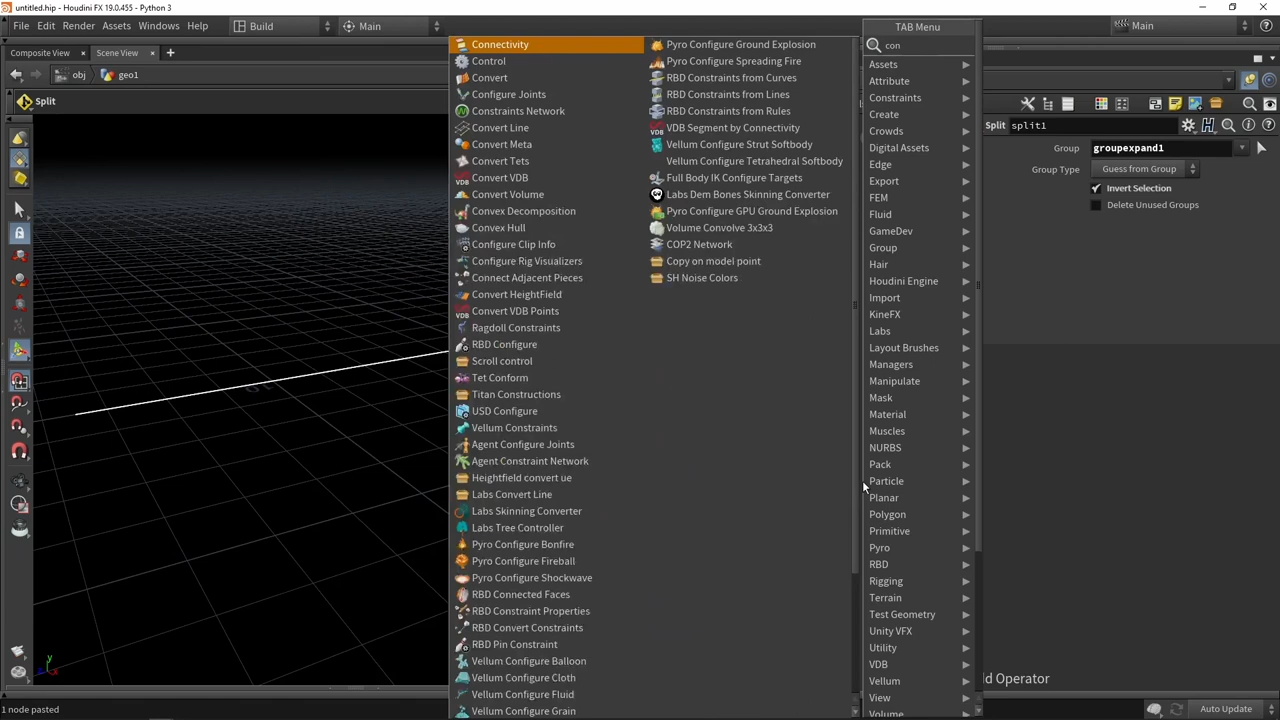 untitled.hip - Houdini FX 19.0.455 - Python 3
File Edit Render Assets Windows Help
Build
Main
Main
Composite View
Scene View
obj
geo1
Split
TAB Menu
con
Connectivity
Control
Convert
Configure Joints
Constraints Network
Convert Line
Convert Meta
Convert Tets
Convert VDB
Convert Volume
Convex Decomposition
Convex Hull
Configure Clip Info
Configure Rig Visualizers
Connect Adjacent Pieces
Convert HeightField
Convert VDB Points
Ragdoll Constraints
RBD Configure
Scroll control
Tet Conform
Titan Constructions
USD Configure
Vellum Constraints
Agent Configure Joints
Agent Constraint Network
Heightfield convert ue
Labs Convert Line
Labs Skinning Converter
Labs Tree Controller
Pyro Configure Bonfire
Pyro Configure Fireball
Pyro Configure Shockwave
RBD Connected Faces
RBD Constraint Properties
RBD Convert Constraints
RBD Pin Constraint
Vellum Configure Balloon
Vellum Configure Cloth
Vellum Configure Fluid
Vellum Configure Grain
Pyro Configure Ground Explosion
Pyro Configure Spreading Fire
RBD Constraints from Curves
RBD Constraints from Lines
RBD Constraints from Rules
VDB Segment by Connectivity
Vellum Configure Strut Softbody
Vellum Configure Tetrahedral Softbody
Full Body IK Configure Targets
Labs Dem Bones Skinning Converter
Pyro Configure GPU Ground Explosion
Volume Convolve 3x3x3
COP2 Network
Copy on model point
SH Noise Colors
Assets
Attribute
Constraints
Create
Crowds
Digital Assets
Edge
Export
FEM
Fluid
GameDev
Group
Hair
Houdini Engine
Import
KineFX
Labs
Layout Brushes
Managers
Manipulate
Mask
Material
Muscles
NURBS
Pack
Particle
Planar
Polygon
Primitive
Pyro
RBD
Rigging
Terrain
Test Geometry
Unity VFX
Utility
VDB
Vellum
View
Volume
Split split1
Group groupexpand1
Group Type Guess from Group
Invert Selection
Delete Unused Groups
d Operator
1 node pasted
Auto Update